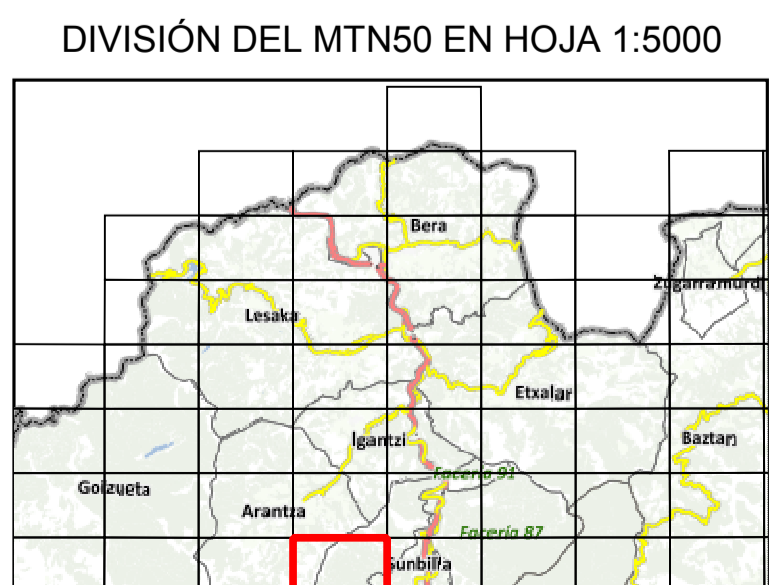 DIVISIÓN DEL MTN50 EN HOJA 1:5000
Bera
Zugarramurdi
Lesaka
Etxalar
Igantzi
Baztan
Facería 91
Goizueta
Arantza
Facería 87
Sunbilla